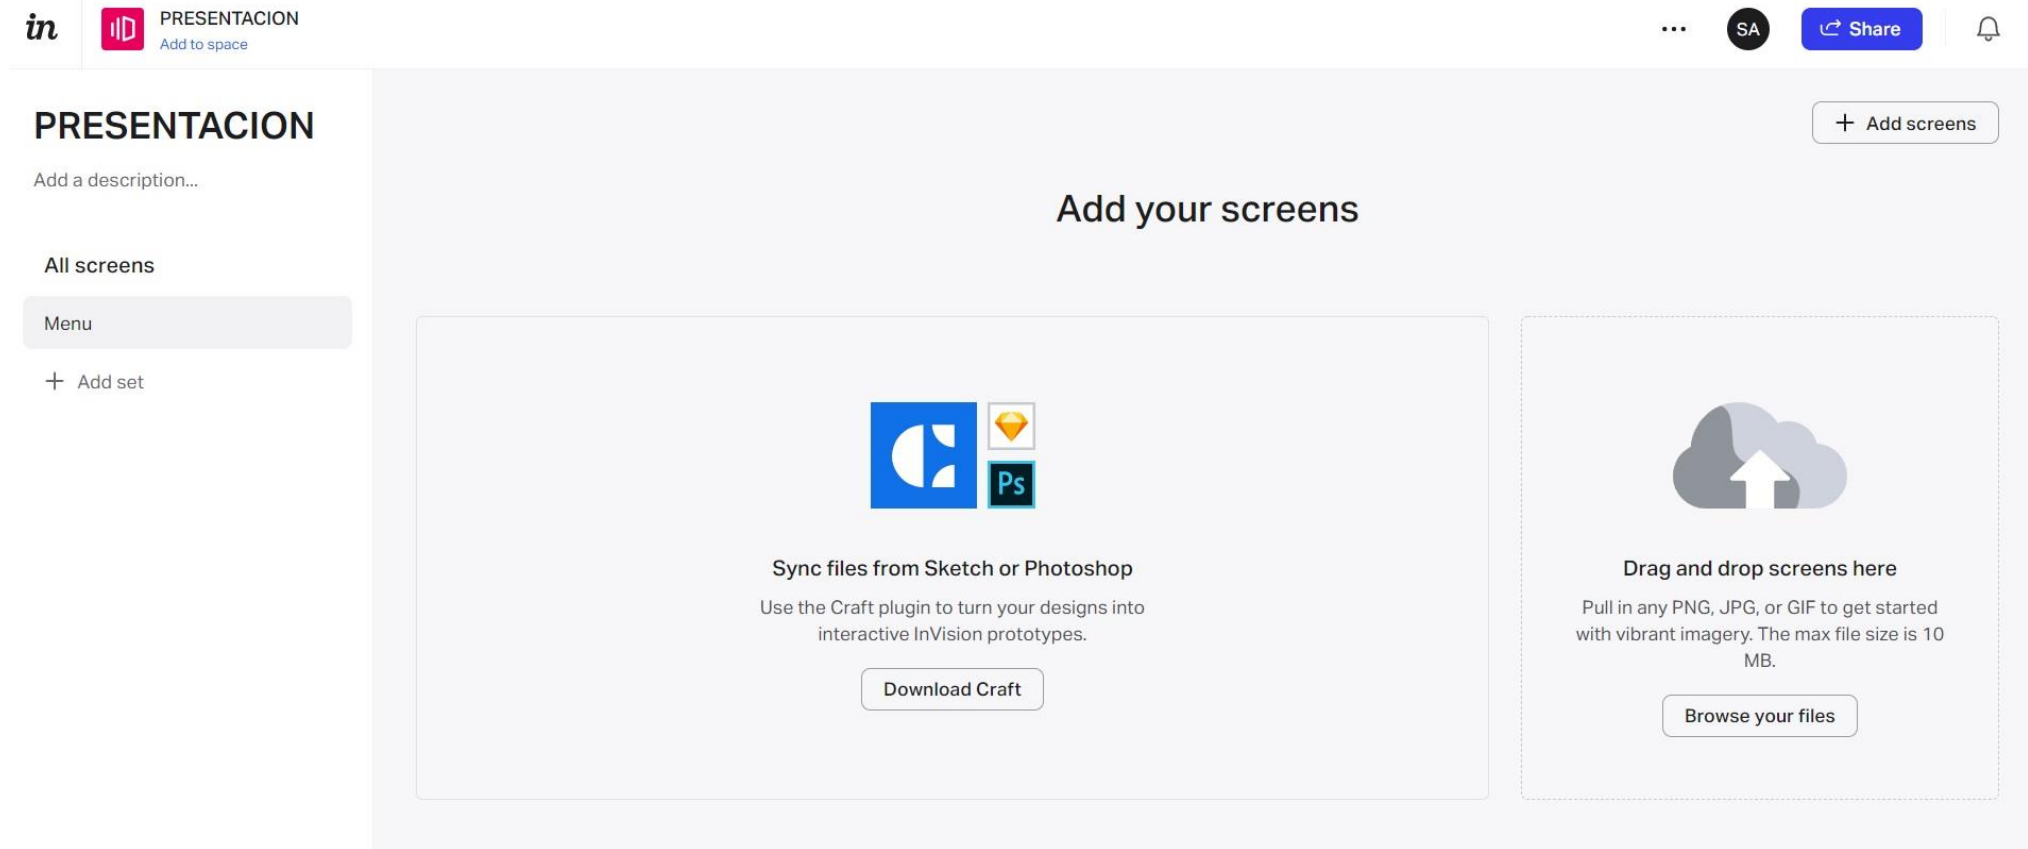 in
PRESENTACION
Add to space
SA
Share
PRESENTACION
Add a description...
All screens
Menu
Add set
Add screens
Add your screens
Ps
Sync files from Sketch or Photoshop
Use the Craft plugin to turn your designs into
interactive InVision prototypes.
Download Craft
Drag and drop screens here
Pull in any PNG, JPG, or GIF to get started
with vibrant imagery. The max file size is 10
MB.
Browse your files